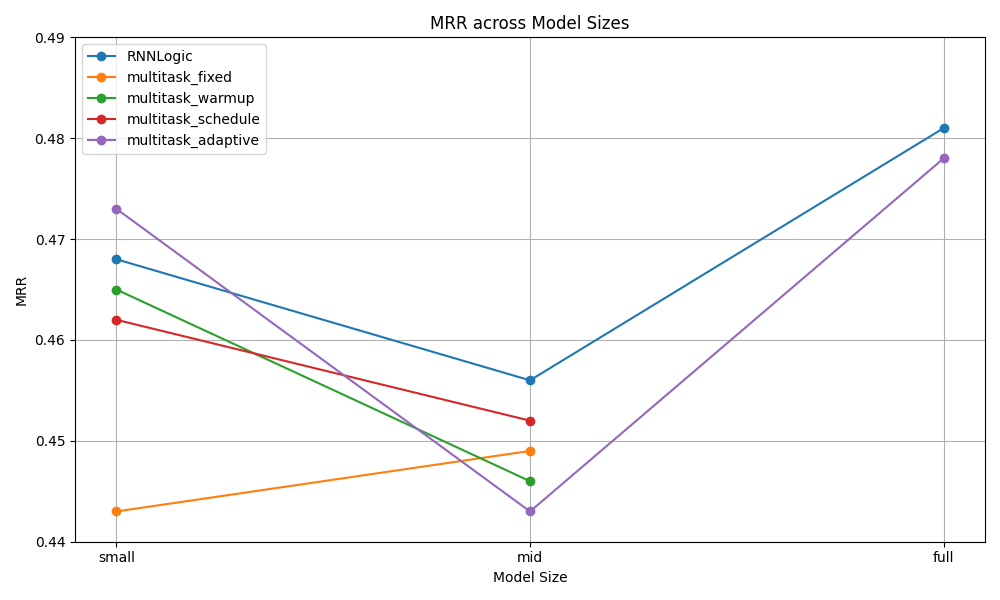 MRR across Model Sizes
0.49
0.48
0.47
0.46
0.45
0.44
MRR
RNNLogic
multitask_fixed
multitask_warmup
multitask_schedule
multitask_adaptive
small
mid
full
Model Size